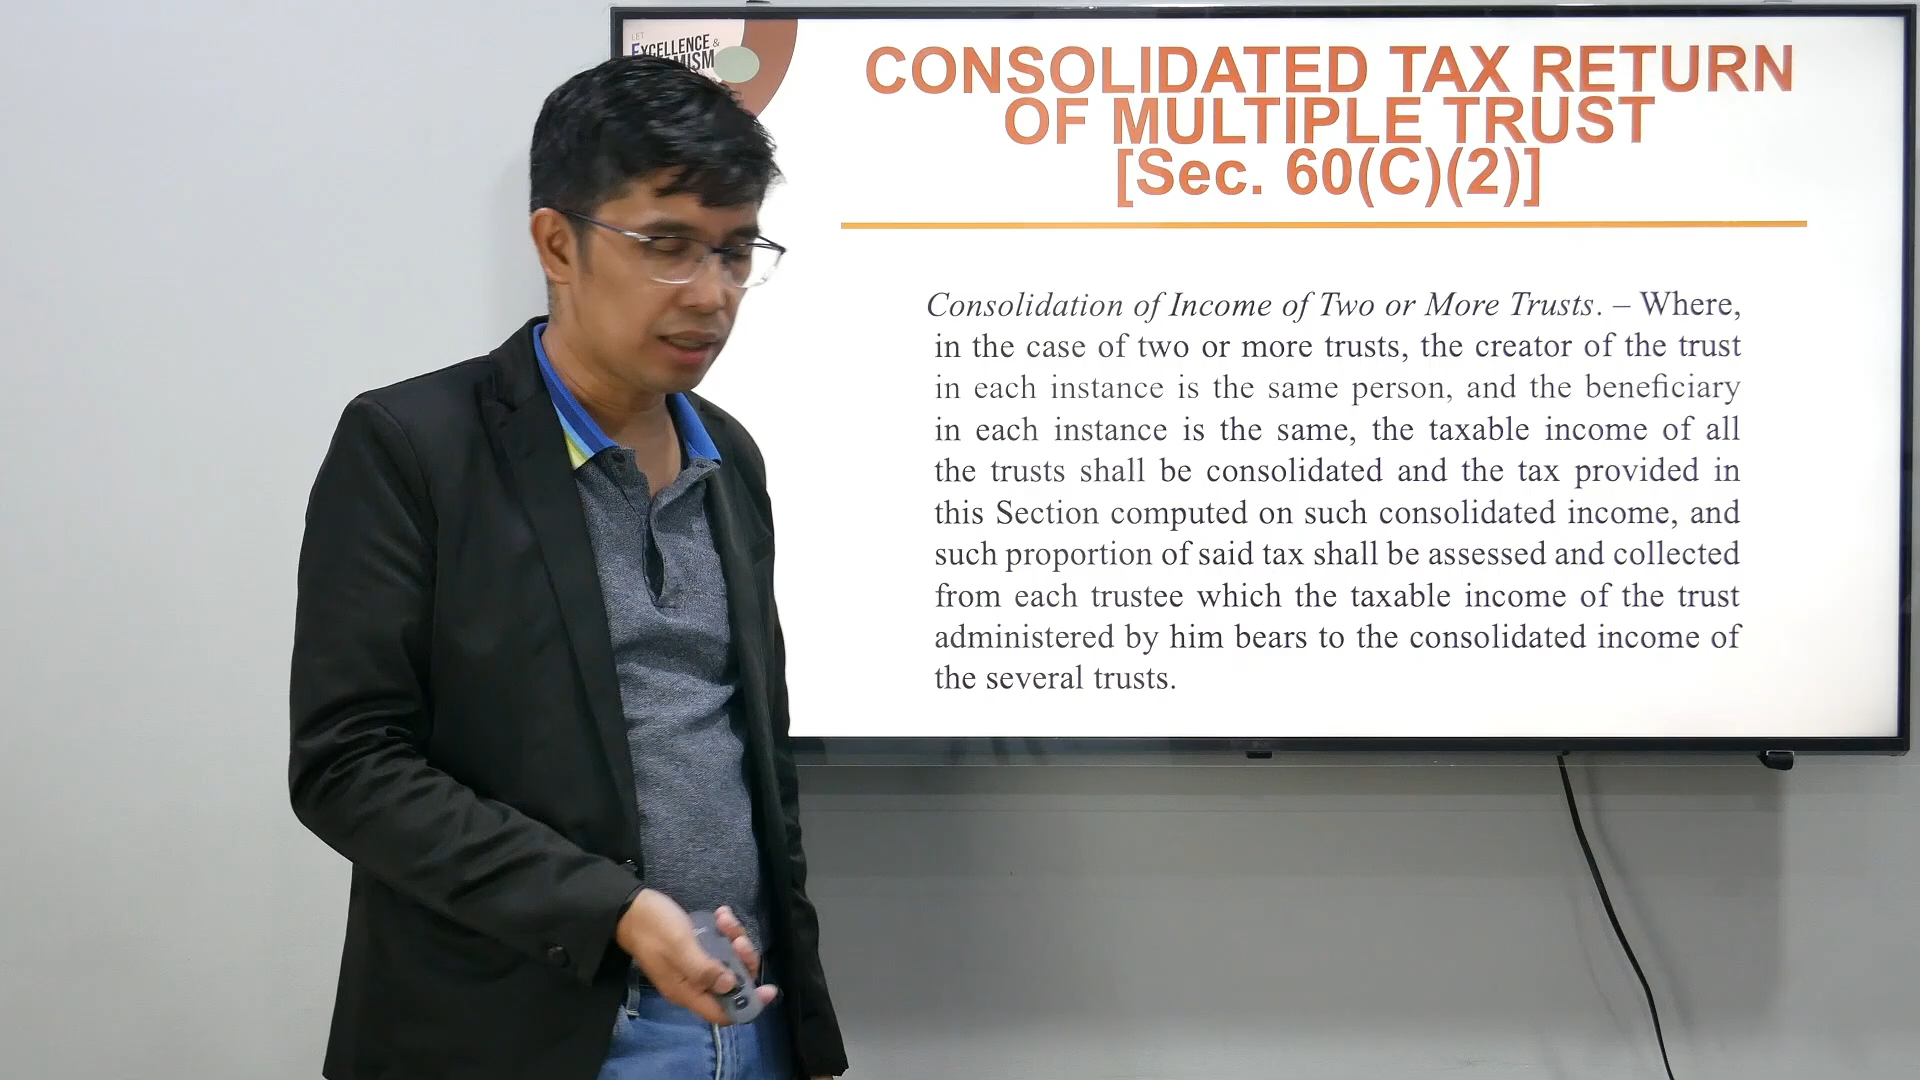 LET
EXCELLENCE &
CONSOLIDATED TAX RETURN
OF MULTIPLE TRUST
[Sec. 60(C)(2)]
Consolidation of Income of Two or More Trusts. – Where,
in the case of two or more trusts, the creator of the trust
in each instance is the same person, and the beneficiary
in each instance is the same, the taxable income of all
the trusts shall be consolidated and the tax provided in
this Section computed on such consolidated income, and
such proportion of said tax shall be assessed and collected
from each trustee which the taxable income of the trust
administered by him bears to the consolidated income of
the several trusts.